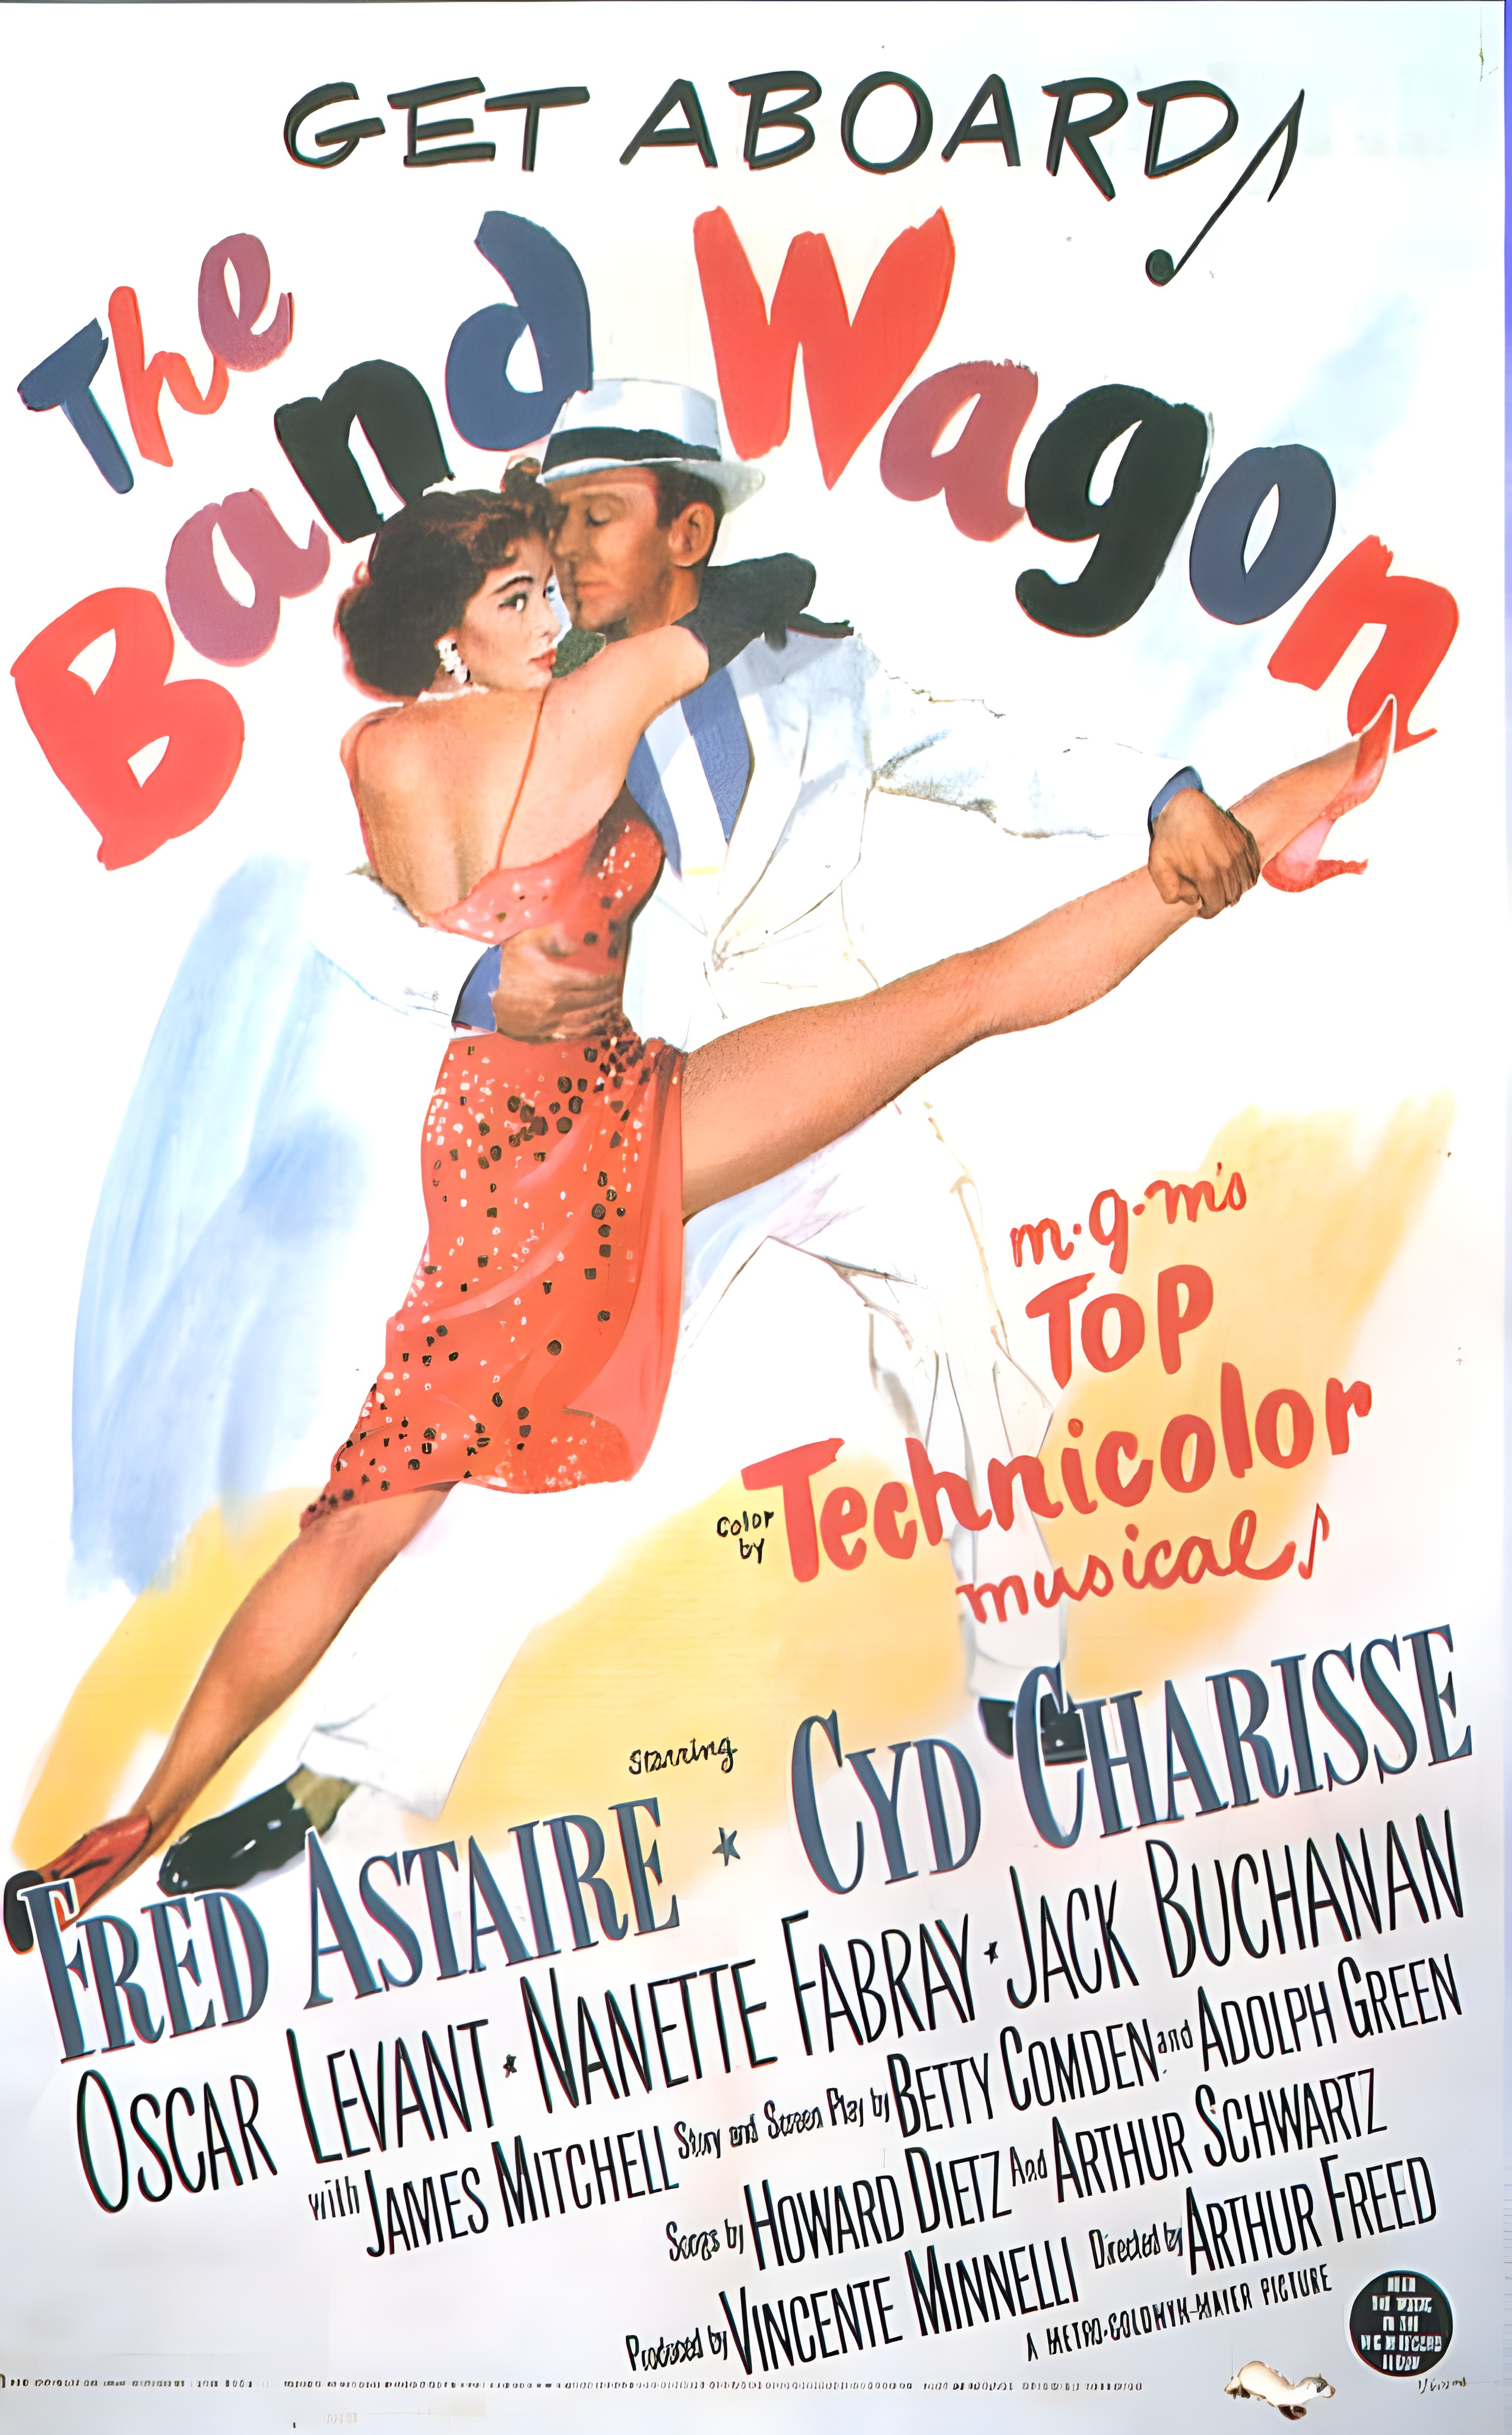 GET ABOARD
The
Band Wagon
m·g·m's
TOP
color by Technicolor
musical
starring
FRED ASTAIRE * CYD CHARISSE
OSCAR LEVANT * NANETTE FABRAY * JACK BUCHANAN
with JAMES MITCHELL Story and Screen Play by BETTY COMDEN and ADOLPH GREEN
Songs by HOWARD DIETZ And ARTHUR SCHWARTZ
Produced by VINCENTE MINNELLI Directed by ARTHUR FREED
A METRO-GOLDWYN-MAYER PICTURE